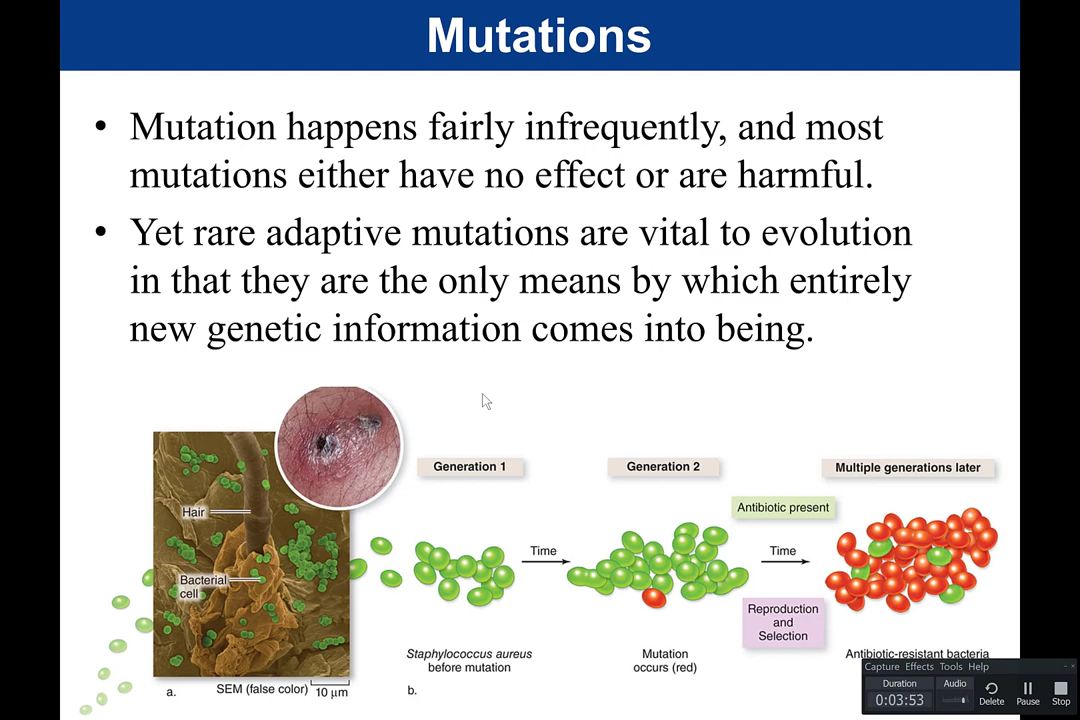 Mutations
• Mutation happens fairly infrequently, and most
mutations either have no effect or are harmful.
• Yet rare adaptive mutations are vital to evolution
in that they are the only means by which entirely
new genetic information comes into being.
Hair
Bacterial
cell
a.
SEM (false color)
10 μm
Generation 1
Time
Staphylococcus aureus
before mutation
b.
Generation 2
Mutation
occurs (red)
Antibiotic present
Time
Reproduction
and
Selection
Multiple generations later
Antibiotic-resistant bacteria
Capture Effects Tools Help
Duration
0:03:53
Audio
Delete
Pause
Stop